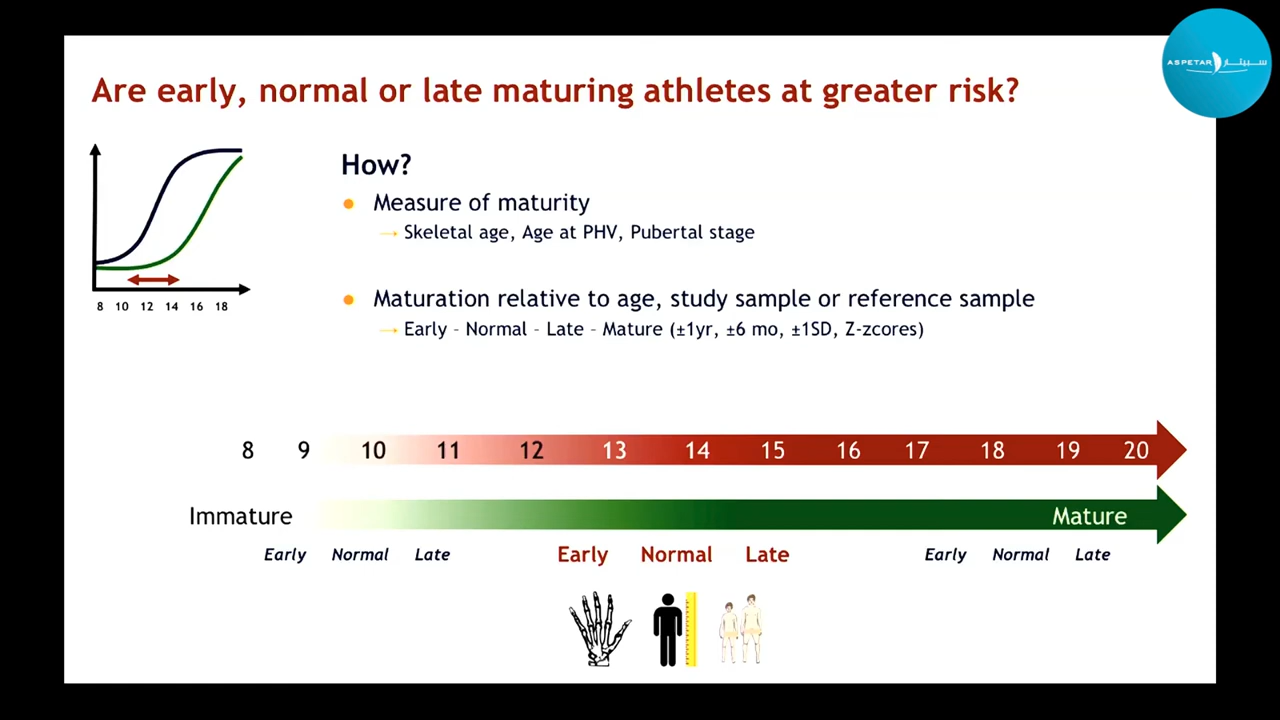 ASPETAR سبيتار
Are early, normal or late maturing athletes at greater risk?
How?
Measure of maturity
→ Skeletal age, Age at PHV, Pubertal stage
Maturation relative to age, study sample or reference sample
→ Early - Normal - Late - Mature (±1yr, ±6 mo, ±1SD, Z-zcores)
8 10 12 14 16 18
8 9 10 11 12 13 14 15 16 17 18 19 20
Immature Mature
Early Normal Late Early Normal Late Early Normal Late